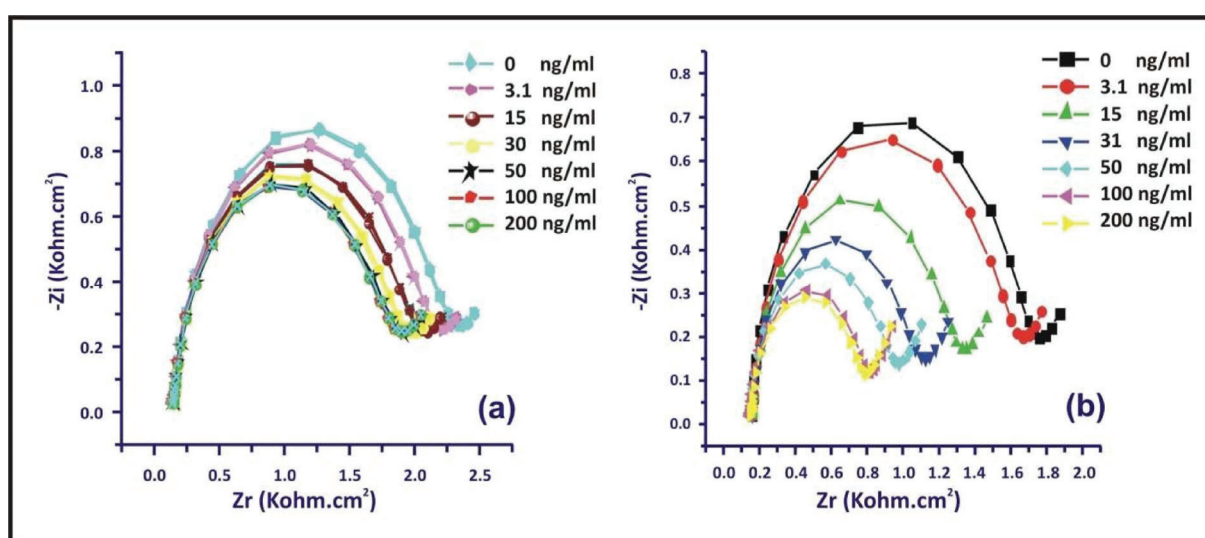 0 ng/ml
3.1 ng/ml
15 ng/ml
30 ng/ml
50 ng/ml
100 ng/ml
200 ng/ml
-Zi (Kohm.cm²)
1.0
0.8
0.6
0.4
0.2
0.0
(a)
0.0 0.5 1.0 1.5 2.0 2.5
Zr (Kohm.cm²)
0 ng/ml
3.1 ng/ml
15 ng/ml
31 ng/ml
50 ng/ml
100 ng/ml
200 ng/ml
-Zi (Kohm.cm²)
0.8
0.7
0.6
0.5
0.4
0.3
0.2
0.1
0.0
(b)
0.0 0.2 0.4 0.6 0.8 1.0 1.2 1.4 1.6 1.8 2.0
Zr (Kohm.cm²)